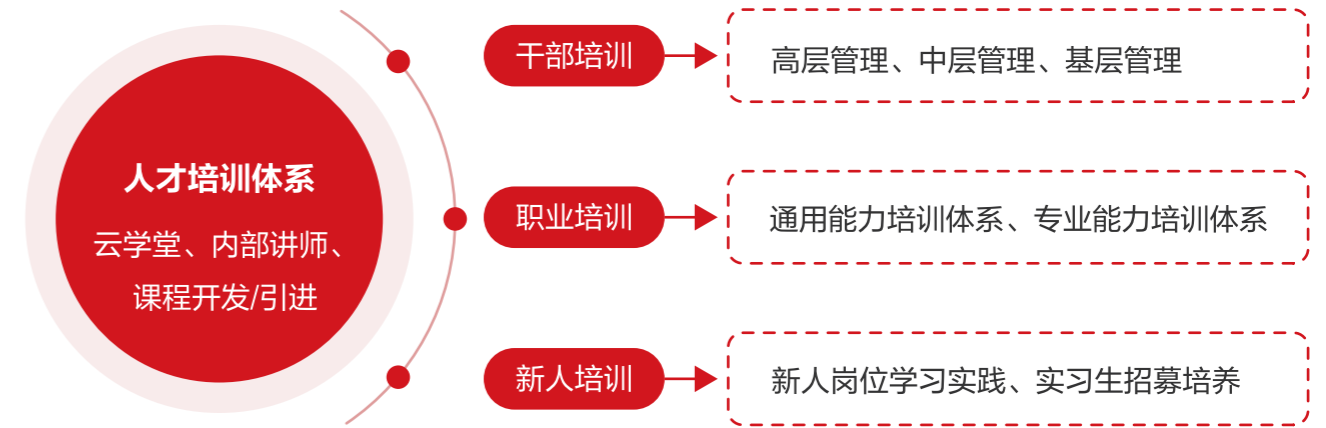 人才培训体系
云学堂、内部讲师、
课程开发/引进
干部培训
高层管理、中层管理、基层管理
职业培训
通用能力培训体系、专业能力培训体系
新人培训
新人岗位学习实践、实习生招募培养